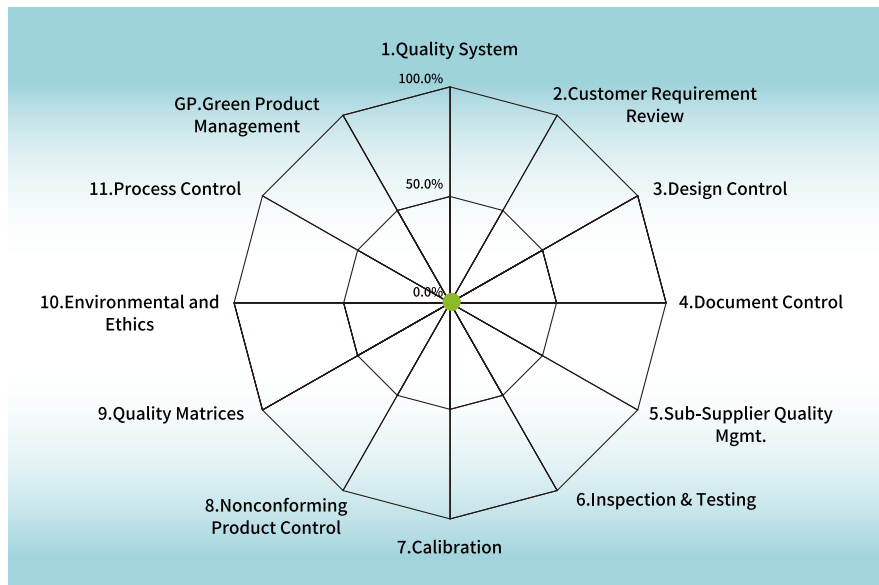 1.Quality System
100.0%
2.Customer Requirement
Review
GP.Green Product
Management
50.0%
3.Design Control
11.Process Control
0.0%
4.Document Control
10.Environmental and
Ethics
5.Sub-Supplier Quality
Mgmt.
9.Quality Matrices
6.Inspection & Testing
8.Nonconforming
Product Control
7.Calibration